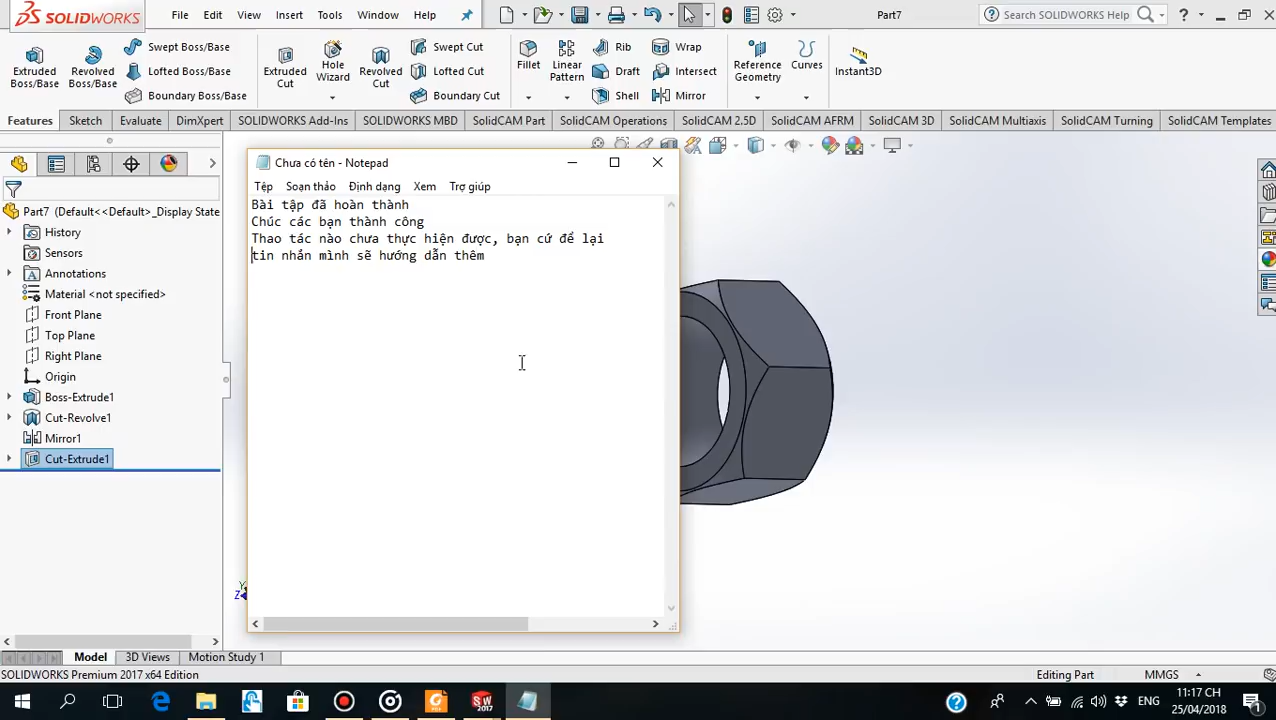 SOLIDWORKS File Edit View Insert Tools Window Help Part7 Search SOLIDWORKS Help ?
Extruded Boss/Base Revolved Boss/Base Swept Boss/Base Lofted Boss/Base Boundary Boss/Base Extruded Cut Hole Wizard Revolved Cut Swept Cut Lofted Cut Boundary Cut Fillet Linear Pattern Rib Draft Shell Wrap Intersect Mirror Reference Geometry Curves Instant3D
Features Sketch Evaluate DimXpert SOLIDWORKS Add-Ins SOLIDWORKS MBD SolidCAM Part SolidCAM Operations SolidCAM 2.5D SolidCAM AFRM SolidCAM 3D SolidCAM Multiaxis SolidCAM Turning SolidCAM Templates
Part7 (Default<<Default>_Display State
History
Sensors
Annotations
Material <not specified>
Front Plane
Top Plane
Right Plane
Origin
Boss-Extrude1
Cut-Revolve1
Mirror1
Cut-Extrude1
Chưa có tên - Notepad
Tệp Soạn thảo Định dạng Xem Trợ giúp
Bài tập đã hoàn thành
Chúc các bạn thành công
Thao tác nào chưa thực hiện được, bạn cứ để lại
tin nhắn mình sẽ hướng dẫn thêm
Y
Z
Model 3D Views Motion Study 1
SOLIDWORKS Premium 2017 x64 Edition Editing Part MMGS
ENG 11:17 CH
25/04/2018